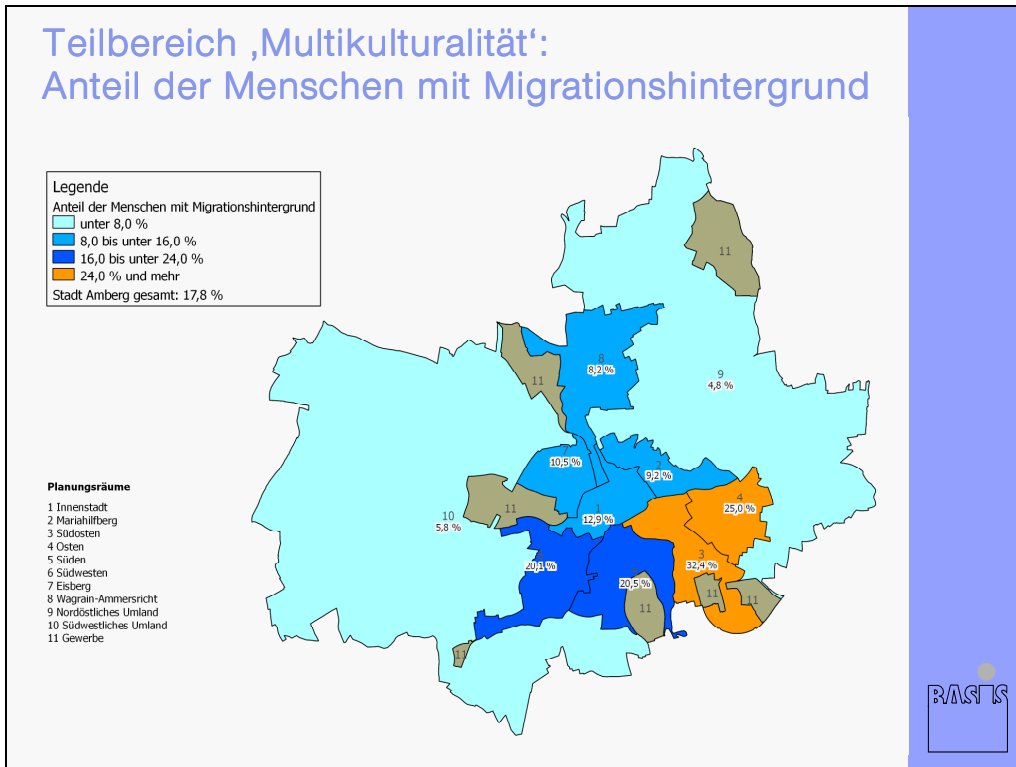 Teilbereich ‚Multikulturalität‘:
Anteil der Menschen mit Migrationshintergrund
Legende
Anteil der Menschen mit Migrationshintergrund
unter 8,0 %
8,0 bis unter 16,0 %
16,0 bis unter 24,0 %
24,0 % und mehr
Stadt Amberg gesamt: 17,8 %
11
8
8,2 %
11
9
4,8 %
7
10,5 %
2
9,2 %
4
25,0 %
10
5,8 %
11
1
12,9 %
20,1 %
3
32,4 %
20,5 %
11
11
11
11
Planungsräume
1 Innenstadt
2 Mariahilfberg
3 Südosten
4 Osten
5 Süden
6 Südwesten
7 Eisberg
8 Wagrain-Ammersricht
9 Nordöstliches Umland
10 Südwestliches Umland
11 Gewerbe
BASIS